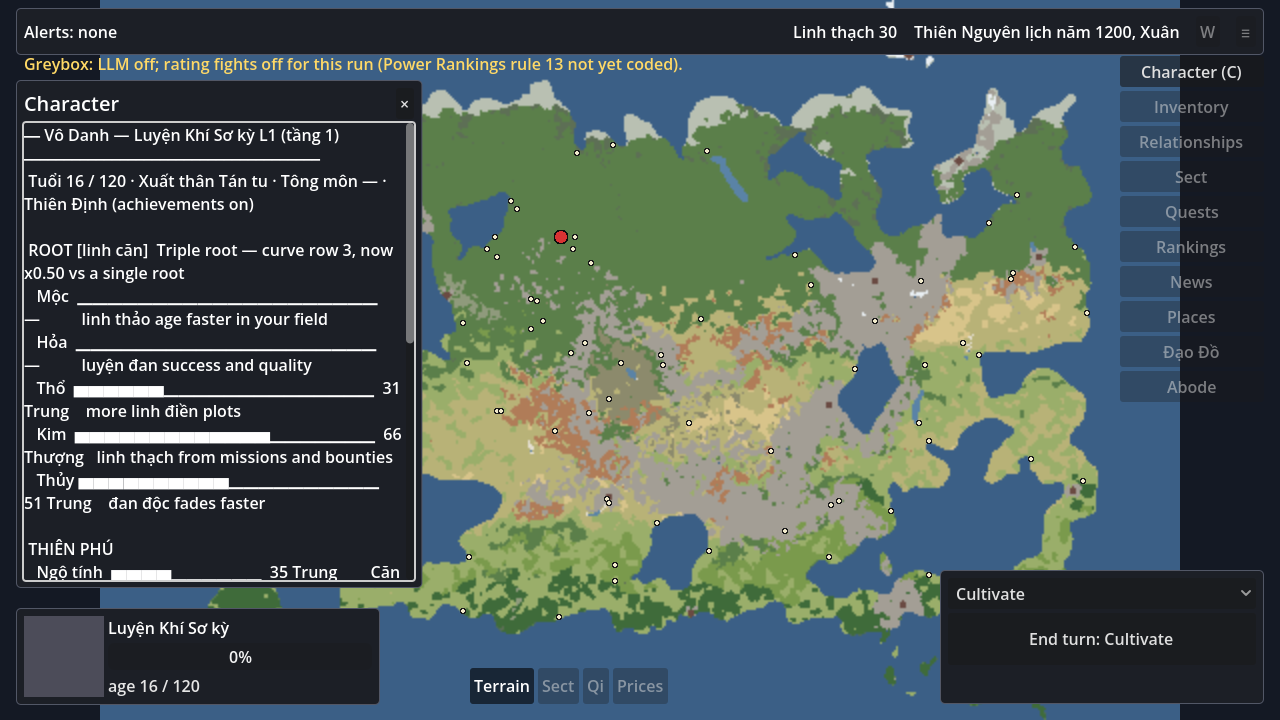 Alerts: none
Linh thạch 30 Thiên Nguyên lịch năm 1200, Xuân W ≡
Greybox: LLM off; rating fights off for this run (Power Rankings rule 13 not yet coded).
Character ×
— Vô Danh — Luyện Khí Sơ kỳ L1 (tầng 1)
Tuổi 16 / 120 · Xuất thân Tán tu · Tông môn — ·
Thiên Định (achievements on)
ROOT [linh căn] Triple root — curve row 3, now
x0.50 vs a single root
Mộc
— linh thảo age faster in your field
Hỏa
— luyện đan success and quality
Thổ 31
Trung more linh điền plots
Kim 66
Thượng linh thạch from missions and bounties
Thủy
51 Trung đan độc fades faster
THIÊN PHÚ
Ngộ tính 35 Trung Căn
Character (C)
Inventory
Relationships
Sect
Quests
Rankings
News
Places
Đạo Đồ
Abode
Luyện Khí Sơ kỳ
0%
age 16 / 120
Terrain Sect Qi Prices
Cultivate
End turn: Cultivate